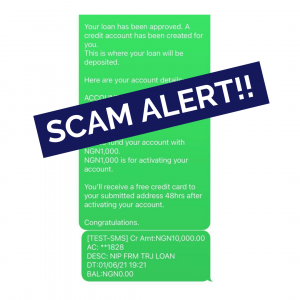 Your loan has been approved. A
credit account has been created for
you.
This is where your loan will be
deposited.
Here are your account details
ACCOU
SCAM ALERT!!
fund your account with
NGN1,000.
NGN1,000 is for activating your
account.
You'll receive a free credit card to
your submitted address 48hrs after
activating your account.
Congratulations.
[TEST-SMS] Cr Amt:NGN10,000.00
AC: **1828
DESC: NIP FRM TRJ LOAN
DT:01/06/21 19:21
BAL:NGN0.00